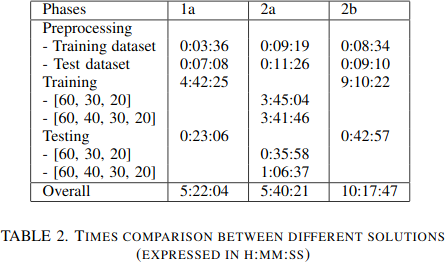 Phases 1a 2a 2b
Preprocessing
- Training dataset 0:03:36 0:09:19 0:08:34
- Test dataset 0:07:08 0:11:26 0:09:10
Training 4:42:25 9:10:22
- [60, 30, 20] 3:45:04
- [60, 40, 30, 20] 3:41:46
Testing 0:23:06 0:42:57
- [60, 30, 20] 0:35:58
- [60, 40, 30, 20] 1:06:37
Overall 5:22:04 5:40:21 10:17:47
TABLE 2. TIMES COMPARISON BETWEEN DIFFERENT SOLUTIONS
(EXPRESSED IN H:MM:SS)